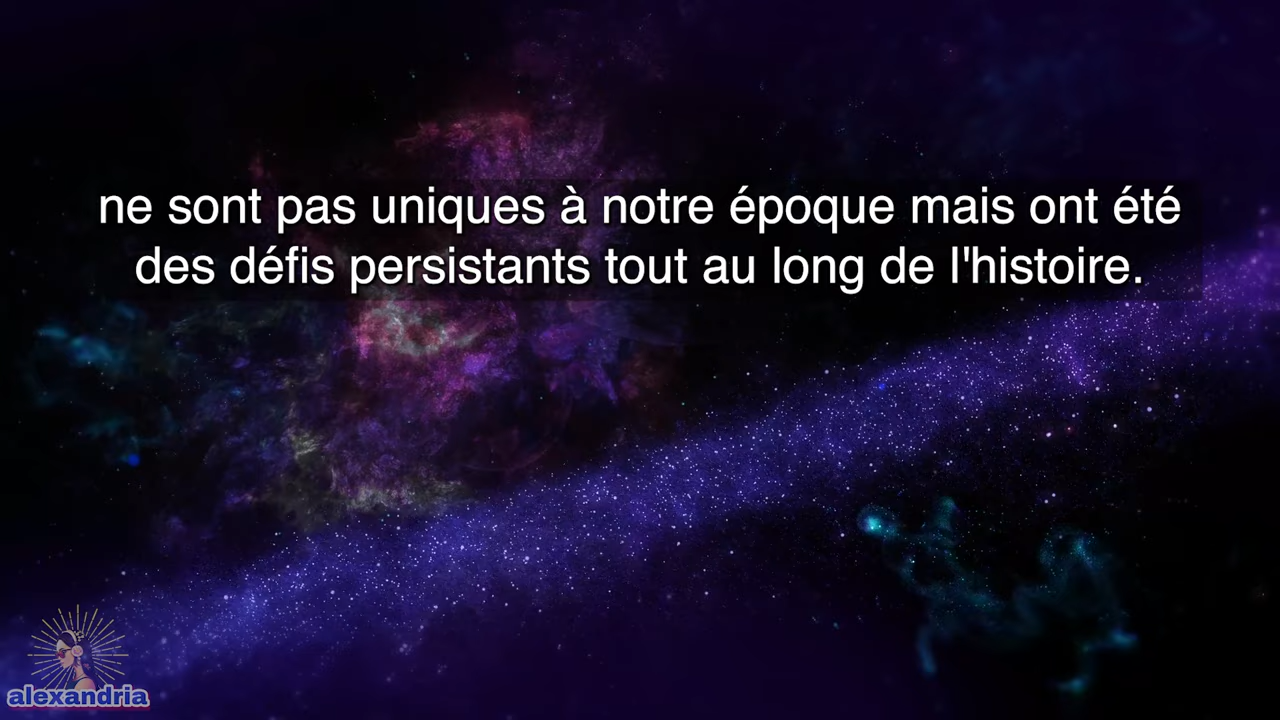 ne sont pas uniques à notre époque mais ont été
des défis persistants tout au long de l'histoire.
alexandria